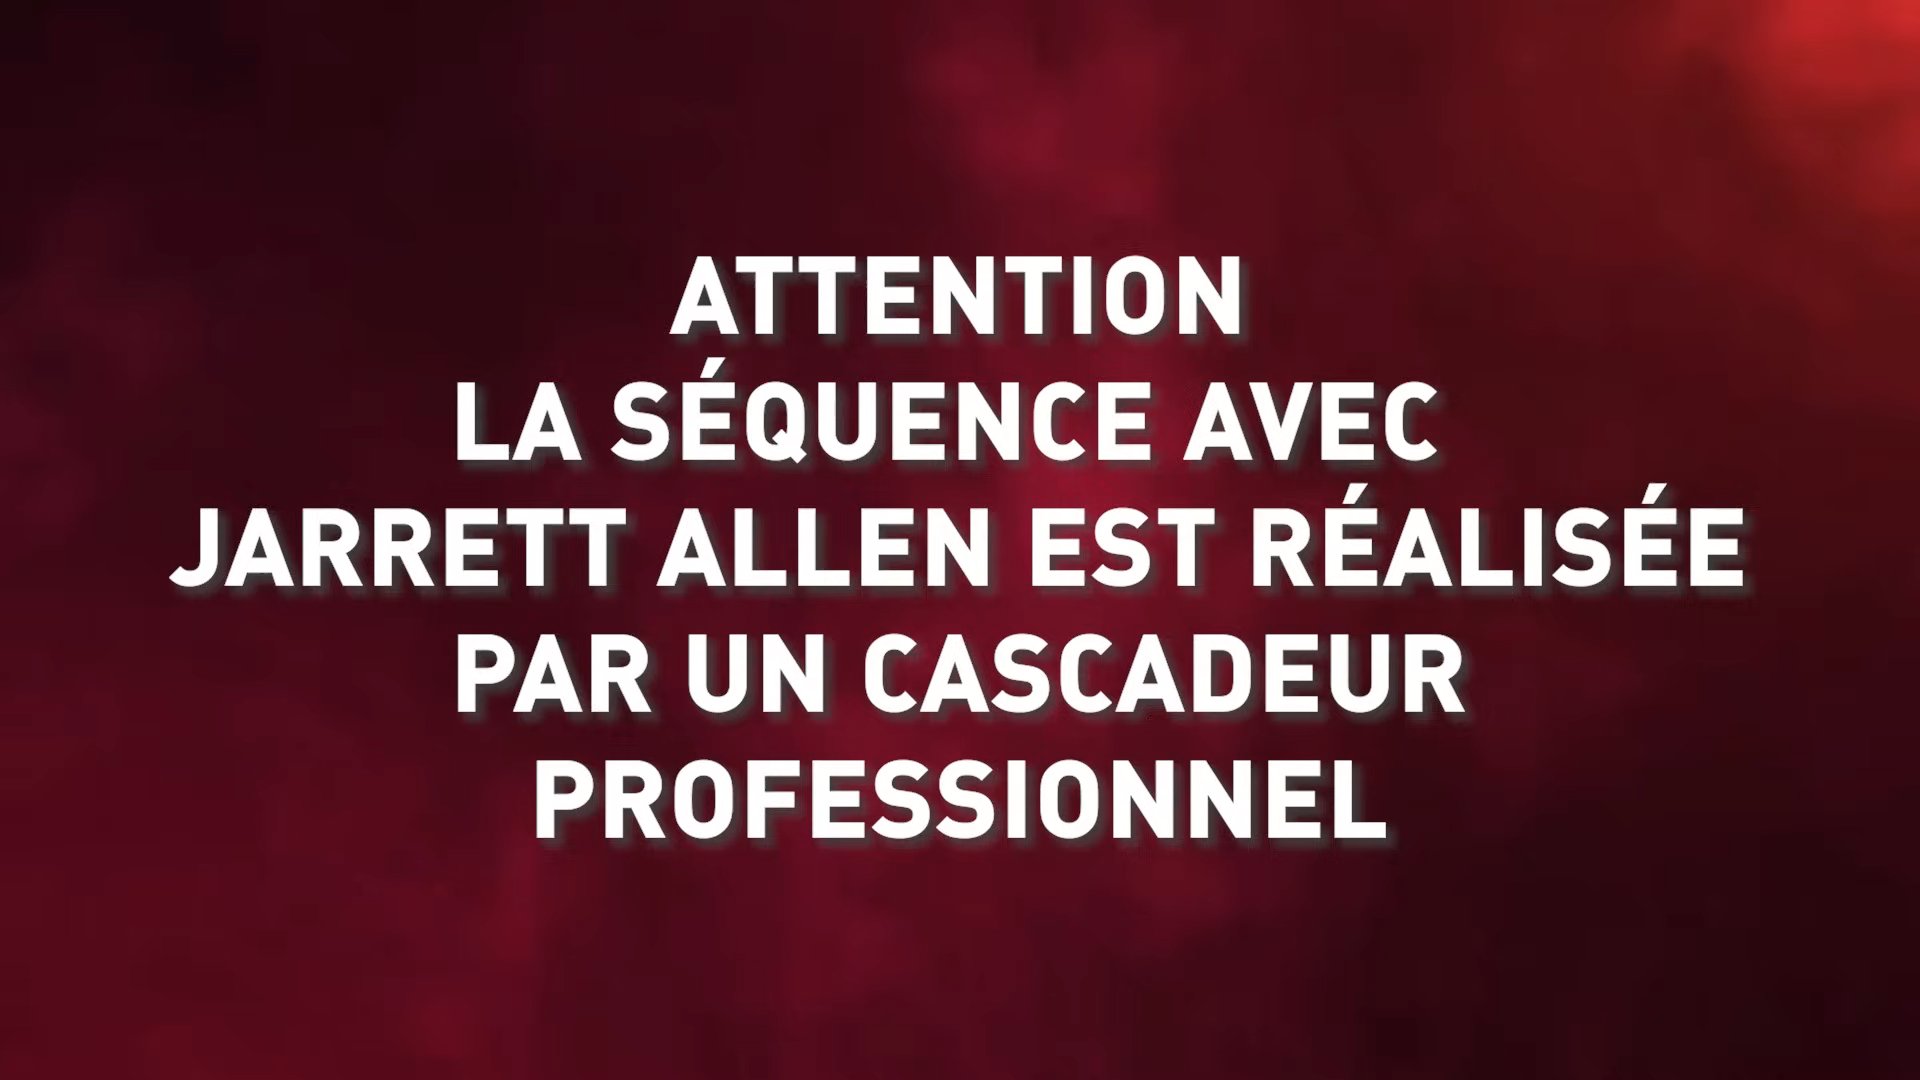 ATTENTION
LA SÉQUENCE AVEC
JARRETT ALLEN EST RÉALISÉE
PAR UN CASCADEUR
PROFESSIONNEL